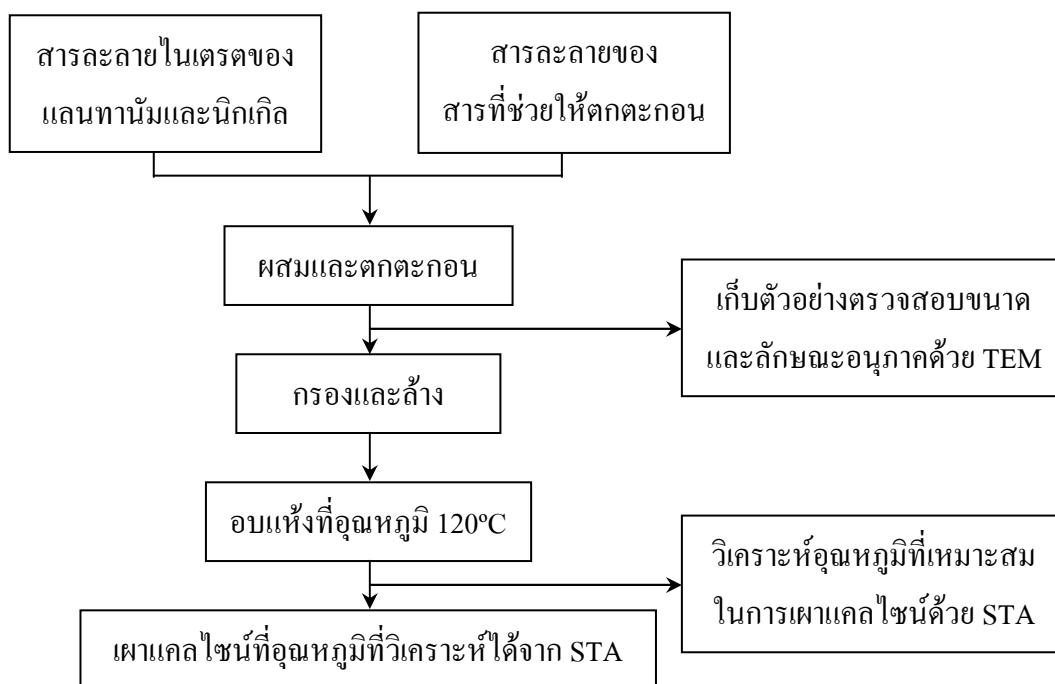 สารละลายไนเตรตของ
แลนทานัมและนิกเกิล
สารละลายของ
สารที่ช่วยให้ตกตะกอน
ผสมและตกตะกอน
เก็บตัวอย่างตรวจสอบขนาด
และลักษณะอนุภาคด้วย TEM
กรองและล้าง
อบแห้งที่อุณหภูมิ 120ºC
วิเคราะห์อุณหภูมิที่เหมาะสม
ในการเผาแคลไซน์ด้วย STA
เผาแคลไซน์ที่อุณหภูมิที่วิเคราะห์ได้จาก STA